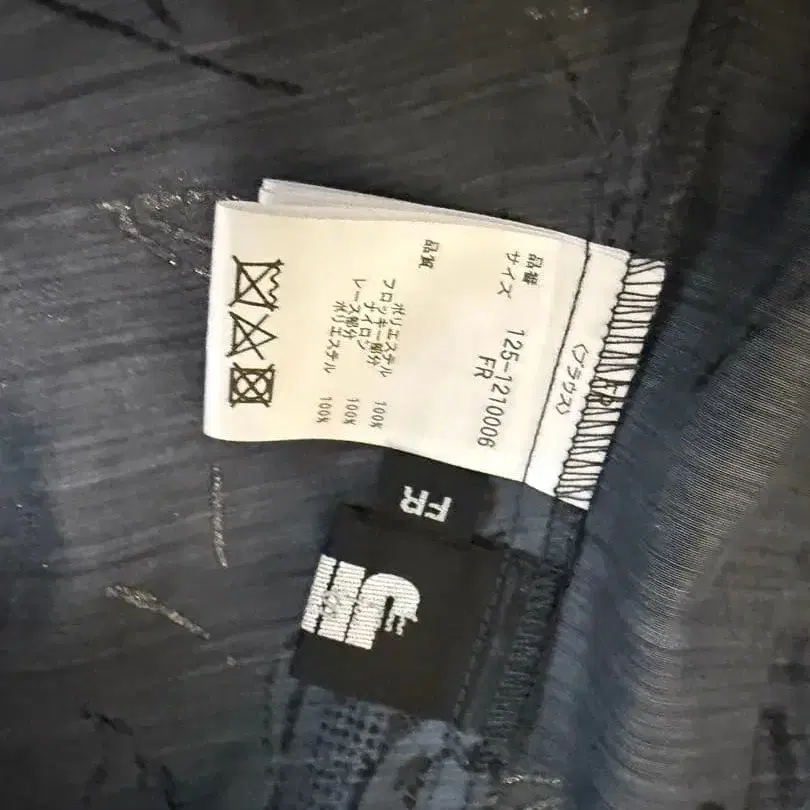 〈ブラウス〉
品番 125-1210006
サイズ FR
品質
ポリエステル 100%
フロッキー部分
ナイロン 100%
レース部分
ポリエステル 100%
FR